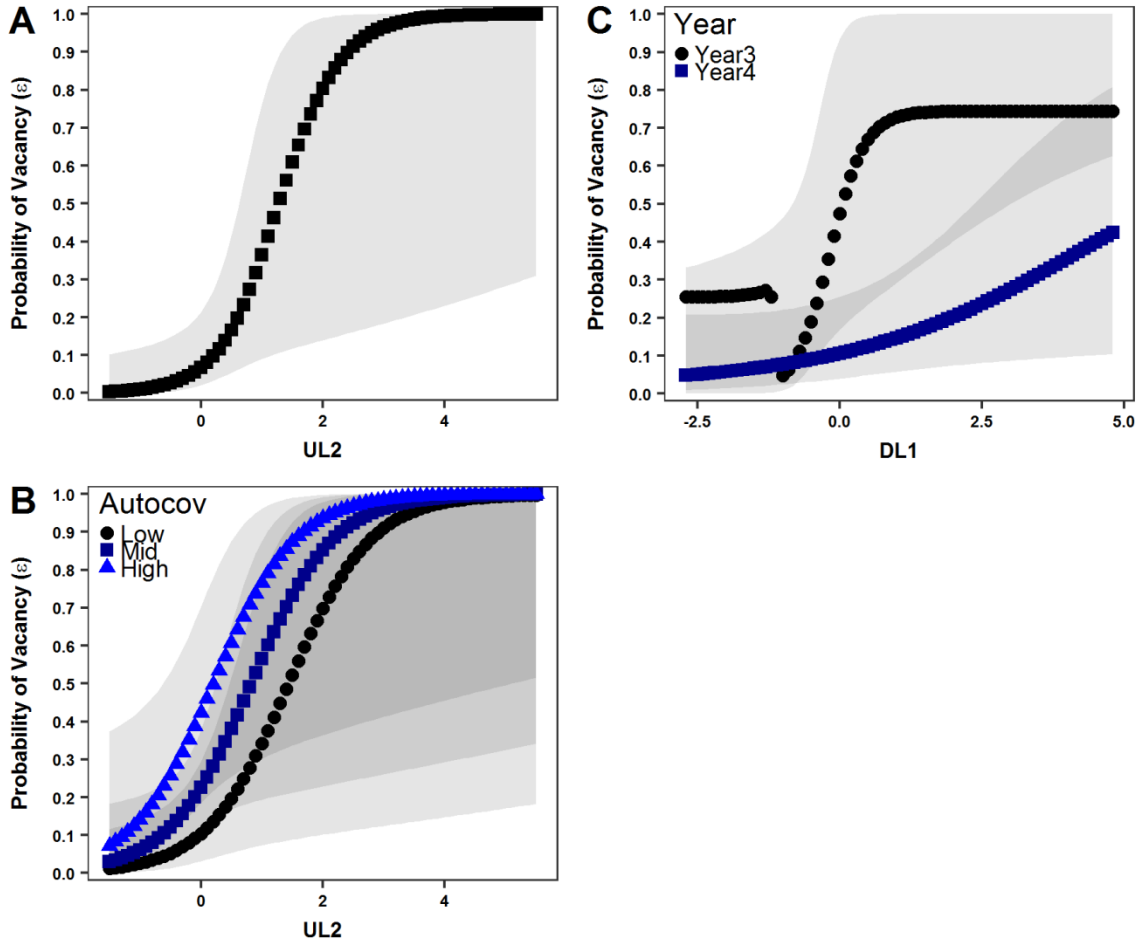 A
Probability of Vacancy (ε)
1.0
0.9
0.8
0.7
0.6
0.5
0.4
0.3
0.2
0.1
0.0
0 2 4
UL2
C
Probability of Vacancy (ε)
1.0
0.9
0.8
0.7
0.6
0.5
0.4
0.3
0.2
0.1
0.0
Year
Year3
Year4
-2.5 0.0 2.5 5.0
DL1
B
Probability of Vacancy (ε)
1.0
0.9
0.8
0.7
0.6
0.5
0.4
0.3
0.2
0.1
0.0
Autocov
Low
Mid
High
0 2 4
UL2